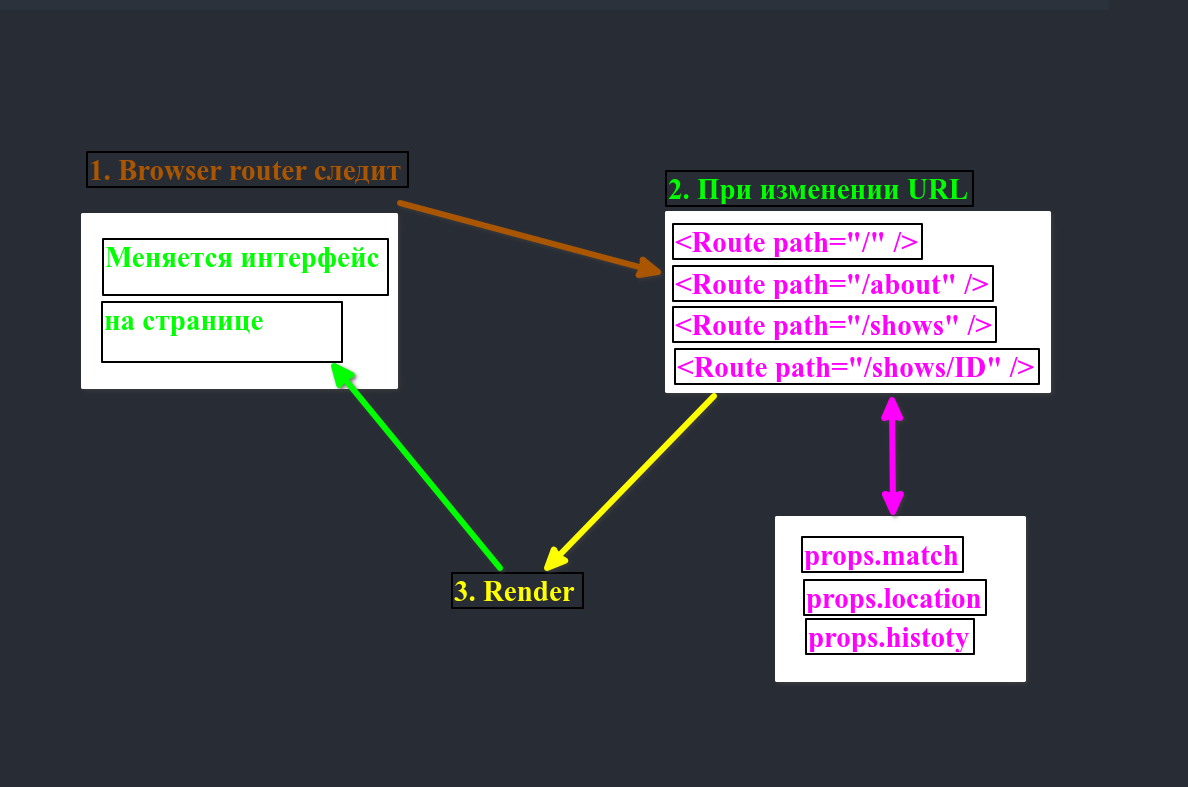 1. Browser router следит
Меняется интерфейс
на странице
2. При изменении URL
<Route path="/" />
<Route path="/about" />
<Route path="/shows" />
<Route path="/shows/ID" />
3. Render
props.match
props.location
props.histoty